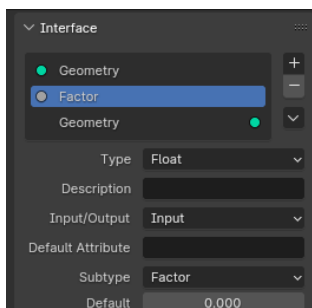 Interface
Geometry
Factor
Geometry
Type Float
Description
Input/Output Input
Default Attribute
Subtype Factor
Default 0.000